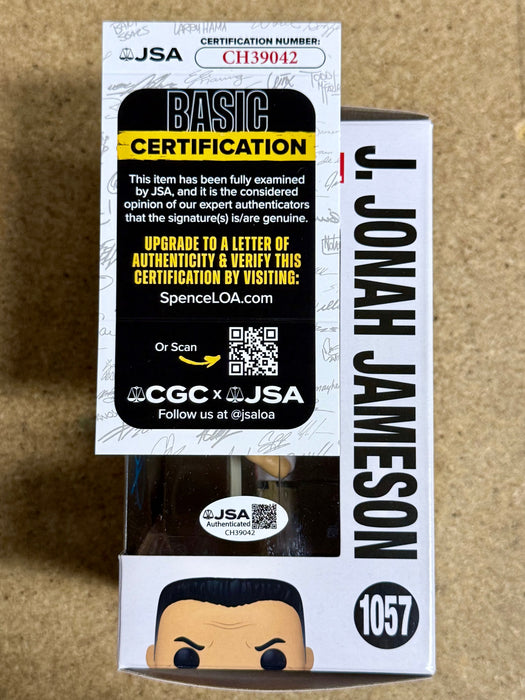 LARRY HAMA
JSA
CERTIFICATION NUMBER:
CH39042
BASIC
CERTIFICATION
This item has been fully examined
by JSA, and it is the considered
opinion of our expert authenticators
that the signature(s) is/are genuine.
UPGRADE TO A LETTER OF
AUTHENTICITY & VERIFY THIS
CERTIFICATION BY VISITING:
SpenceLOA.com
Or Scan
CGC x JSA
Follow us at @jsaloa
JSA
Authenticated
CH39042
J. JONAH JAMESON
1057